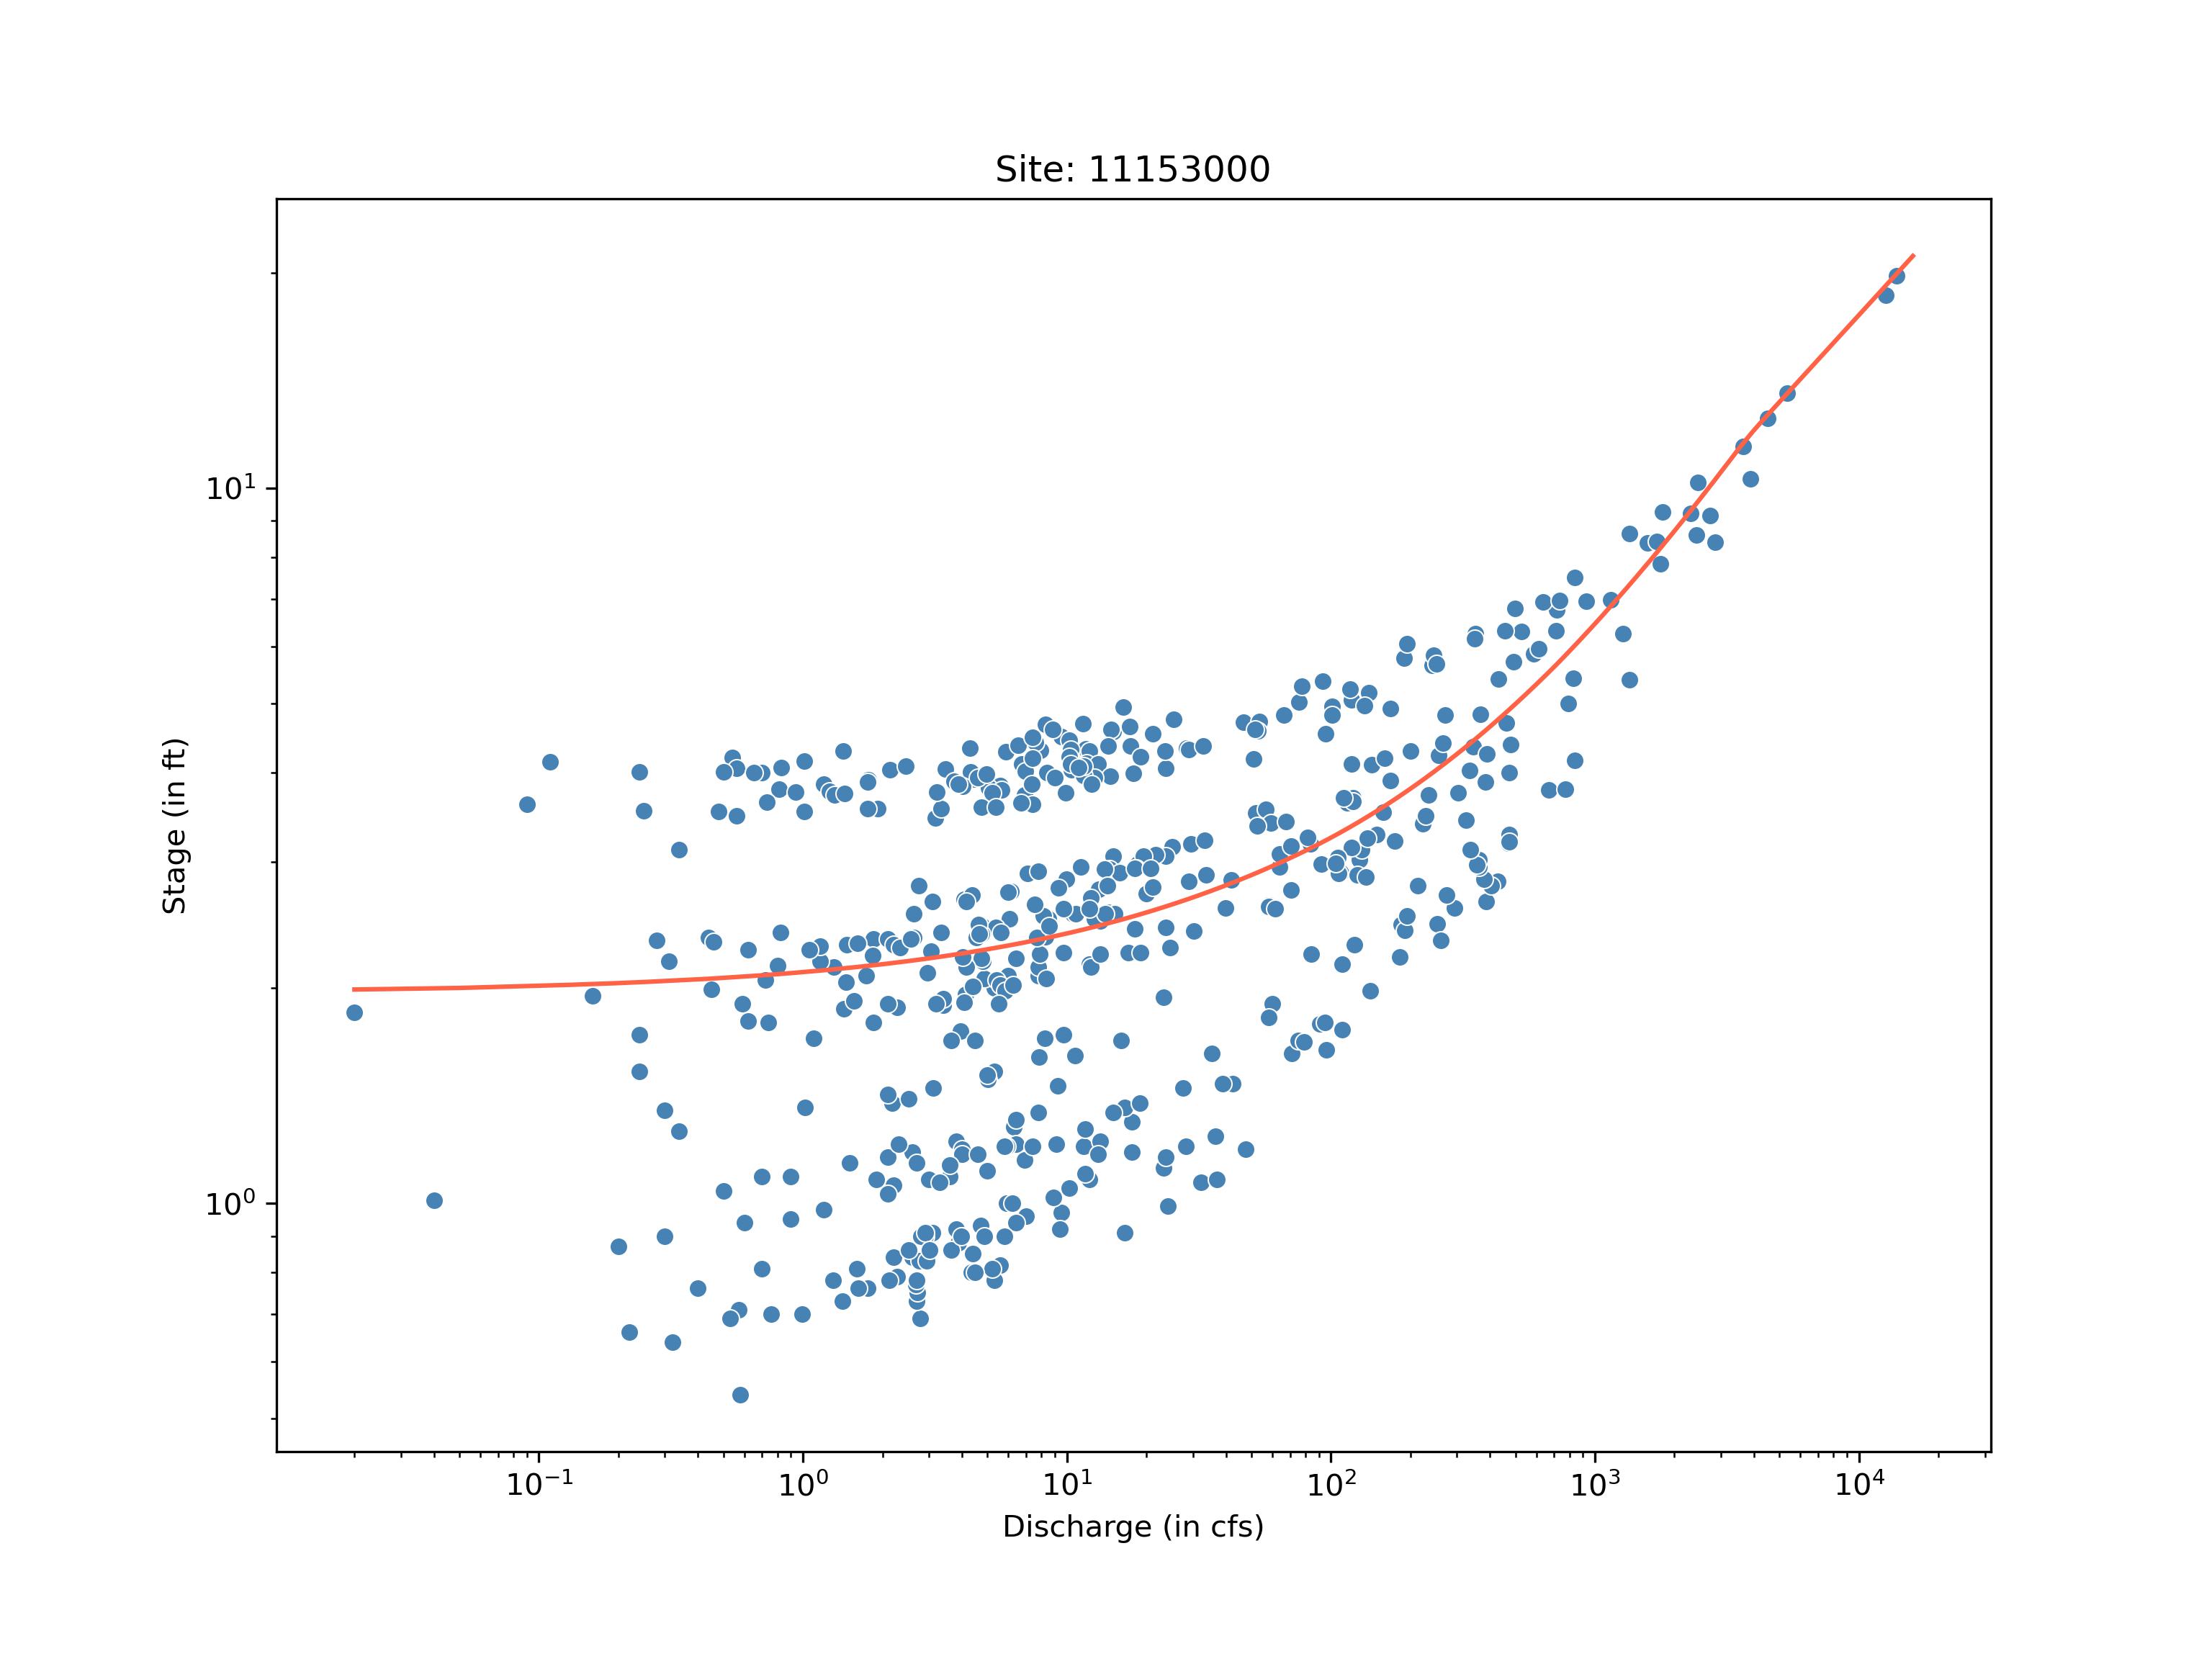 Site: 11153000
Stage (in ft)
10¹
10⁰
10⁻¹
10⁰
10¹
10²
10³
10⁴
Discharge (in cfs)